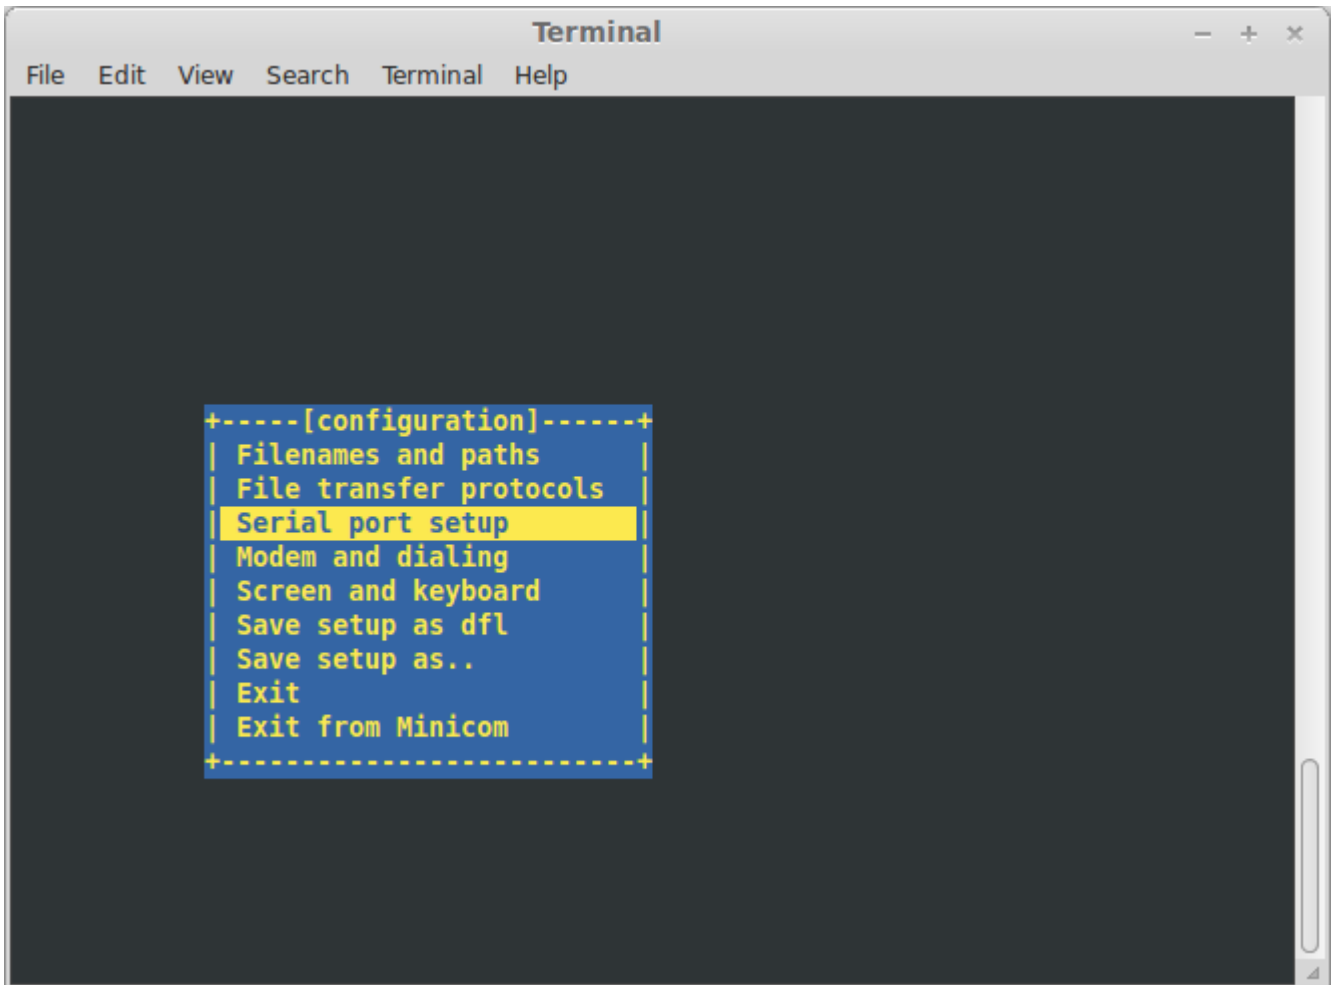 Terminal
File Edit View Search Terminal Help
+-----[configuration]------+
| Filenames and paths      |
| File transfer protocols  |
| Serial port setup        |
| Modem and dialing        |
| Screen and keyboard      |
| Save setup as dfl        |
| Save setup as..          |
| Exit                     |
| Exit from Minicom        |
+--------------------------+